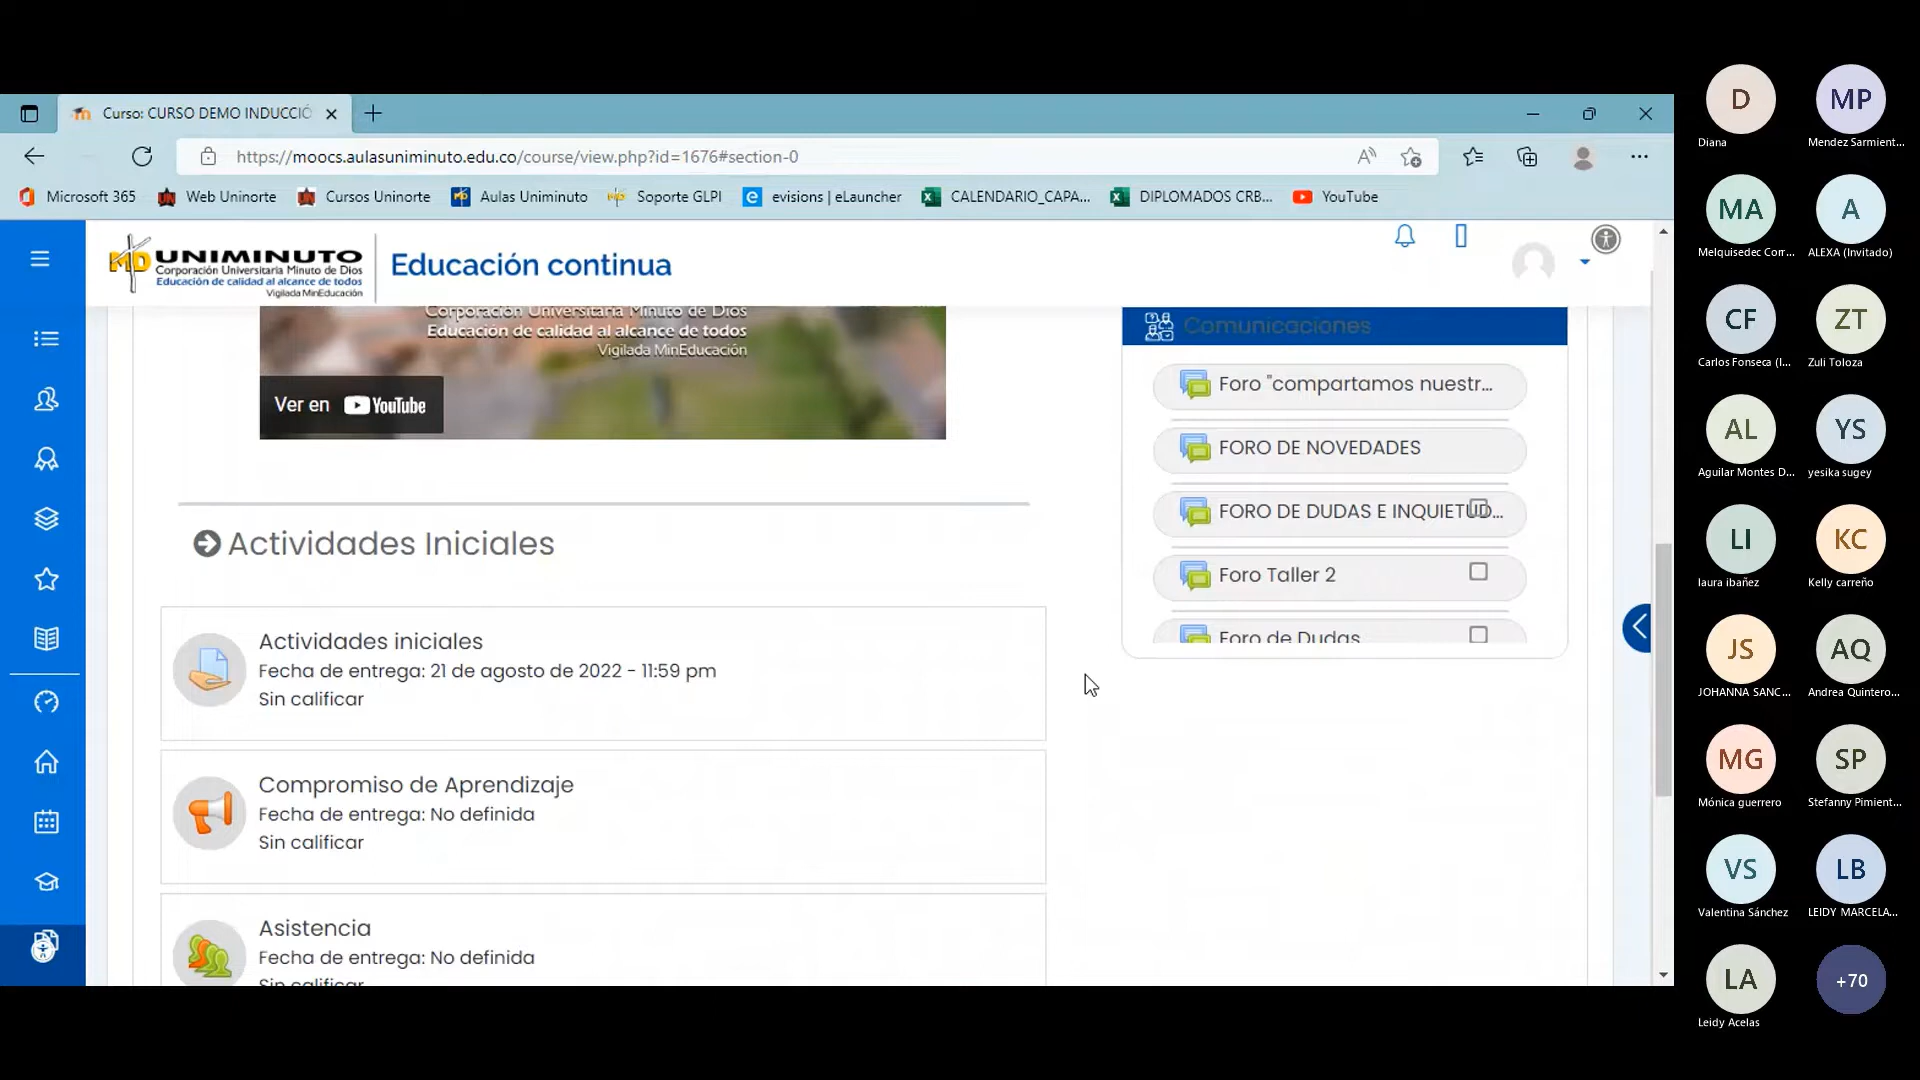 Curso: CURSO DEMO INDUCCIÓ
https://moocs.aulasuniminuto.edu.co/course/view.php?id=1676#section-0
Microsoft 365
Web Uninorte
Cursos Uninorte
Aulas Uniminuto
Soporte GLPI
evisions | eLauncher
CALENDARIO_CAPA...
DIPLOMADOS CRB...
YouTube
UNIMINUTO
Corporación Universitaria Minuto de Dios
Educación de calidad al alcance de todos
Vigilada MinEducación
Educación continua
Corporación Universitaria Minuto de Dios
Educación de calidad al alcance de todos
Vigilada MinEducación
Ver en YouTube
Actividades Iniciales
Actividades iniciales
Fecha de entrega: 21 de agosto de 2022 - 11:59 pm
Sin calificar
Compromiso de Aprendizaje
Fecha de entrega: No definida
Sin calificar
Asistencia
Fecha de entrega: No definida
Sin calificar
Comunicaciones
Foro "compartamos nuestr...
FORO DE NOVEDADES
FORO DE DUDAS E INQUIETUD...
Foro Taller 2
Foro de Dudas
D
Diana
MP
Mendez Sarmient...
MA
Melquisedec Corr...
A
ALEXA (Invitado)
CF
Carlos Fonseca (I...
ZT
Zuli Toloza
AL
Aguilar Montes D...
YS
yesika sugey
LI
laura ibañez
KC
Kelly carreño
JS
JOHANNA SANC...
AQ
Andrea Quintero...
MG
Mónica guerrero
SP
Stefanny Pimient...
VS
Valentina Sánchez
LB
LEIDY MARCELA...
LA
Leidy Acelas
+70